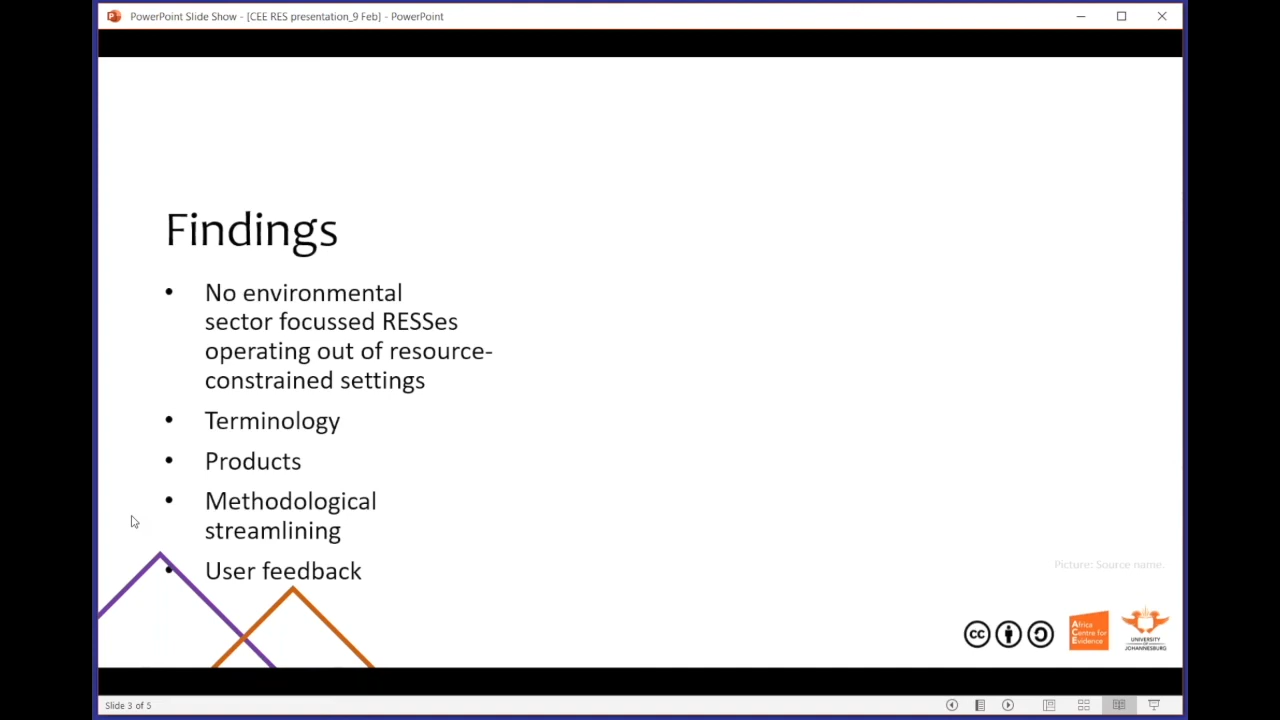 PowerPoint Slide Show - [CEE RES presentation_9 Feb] - PowerPoint
Findings
• No environmental
sector focussed RESSes
operating out of resource-
constrained settings
• Terminology
• Products
• Methodological
streamlining
• User feedback
Picture: Source name.
cc
Africa
Centre for
Evidence
UNIVERSITY
OF
JOHANNESBURG
Slide 3 of 5